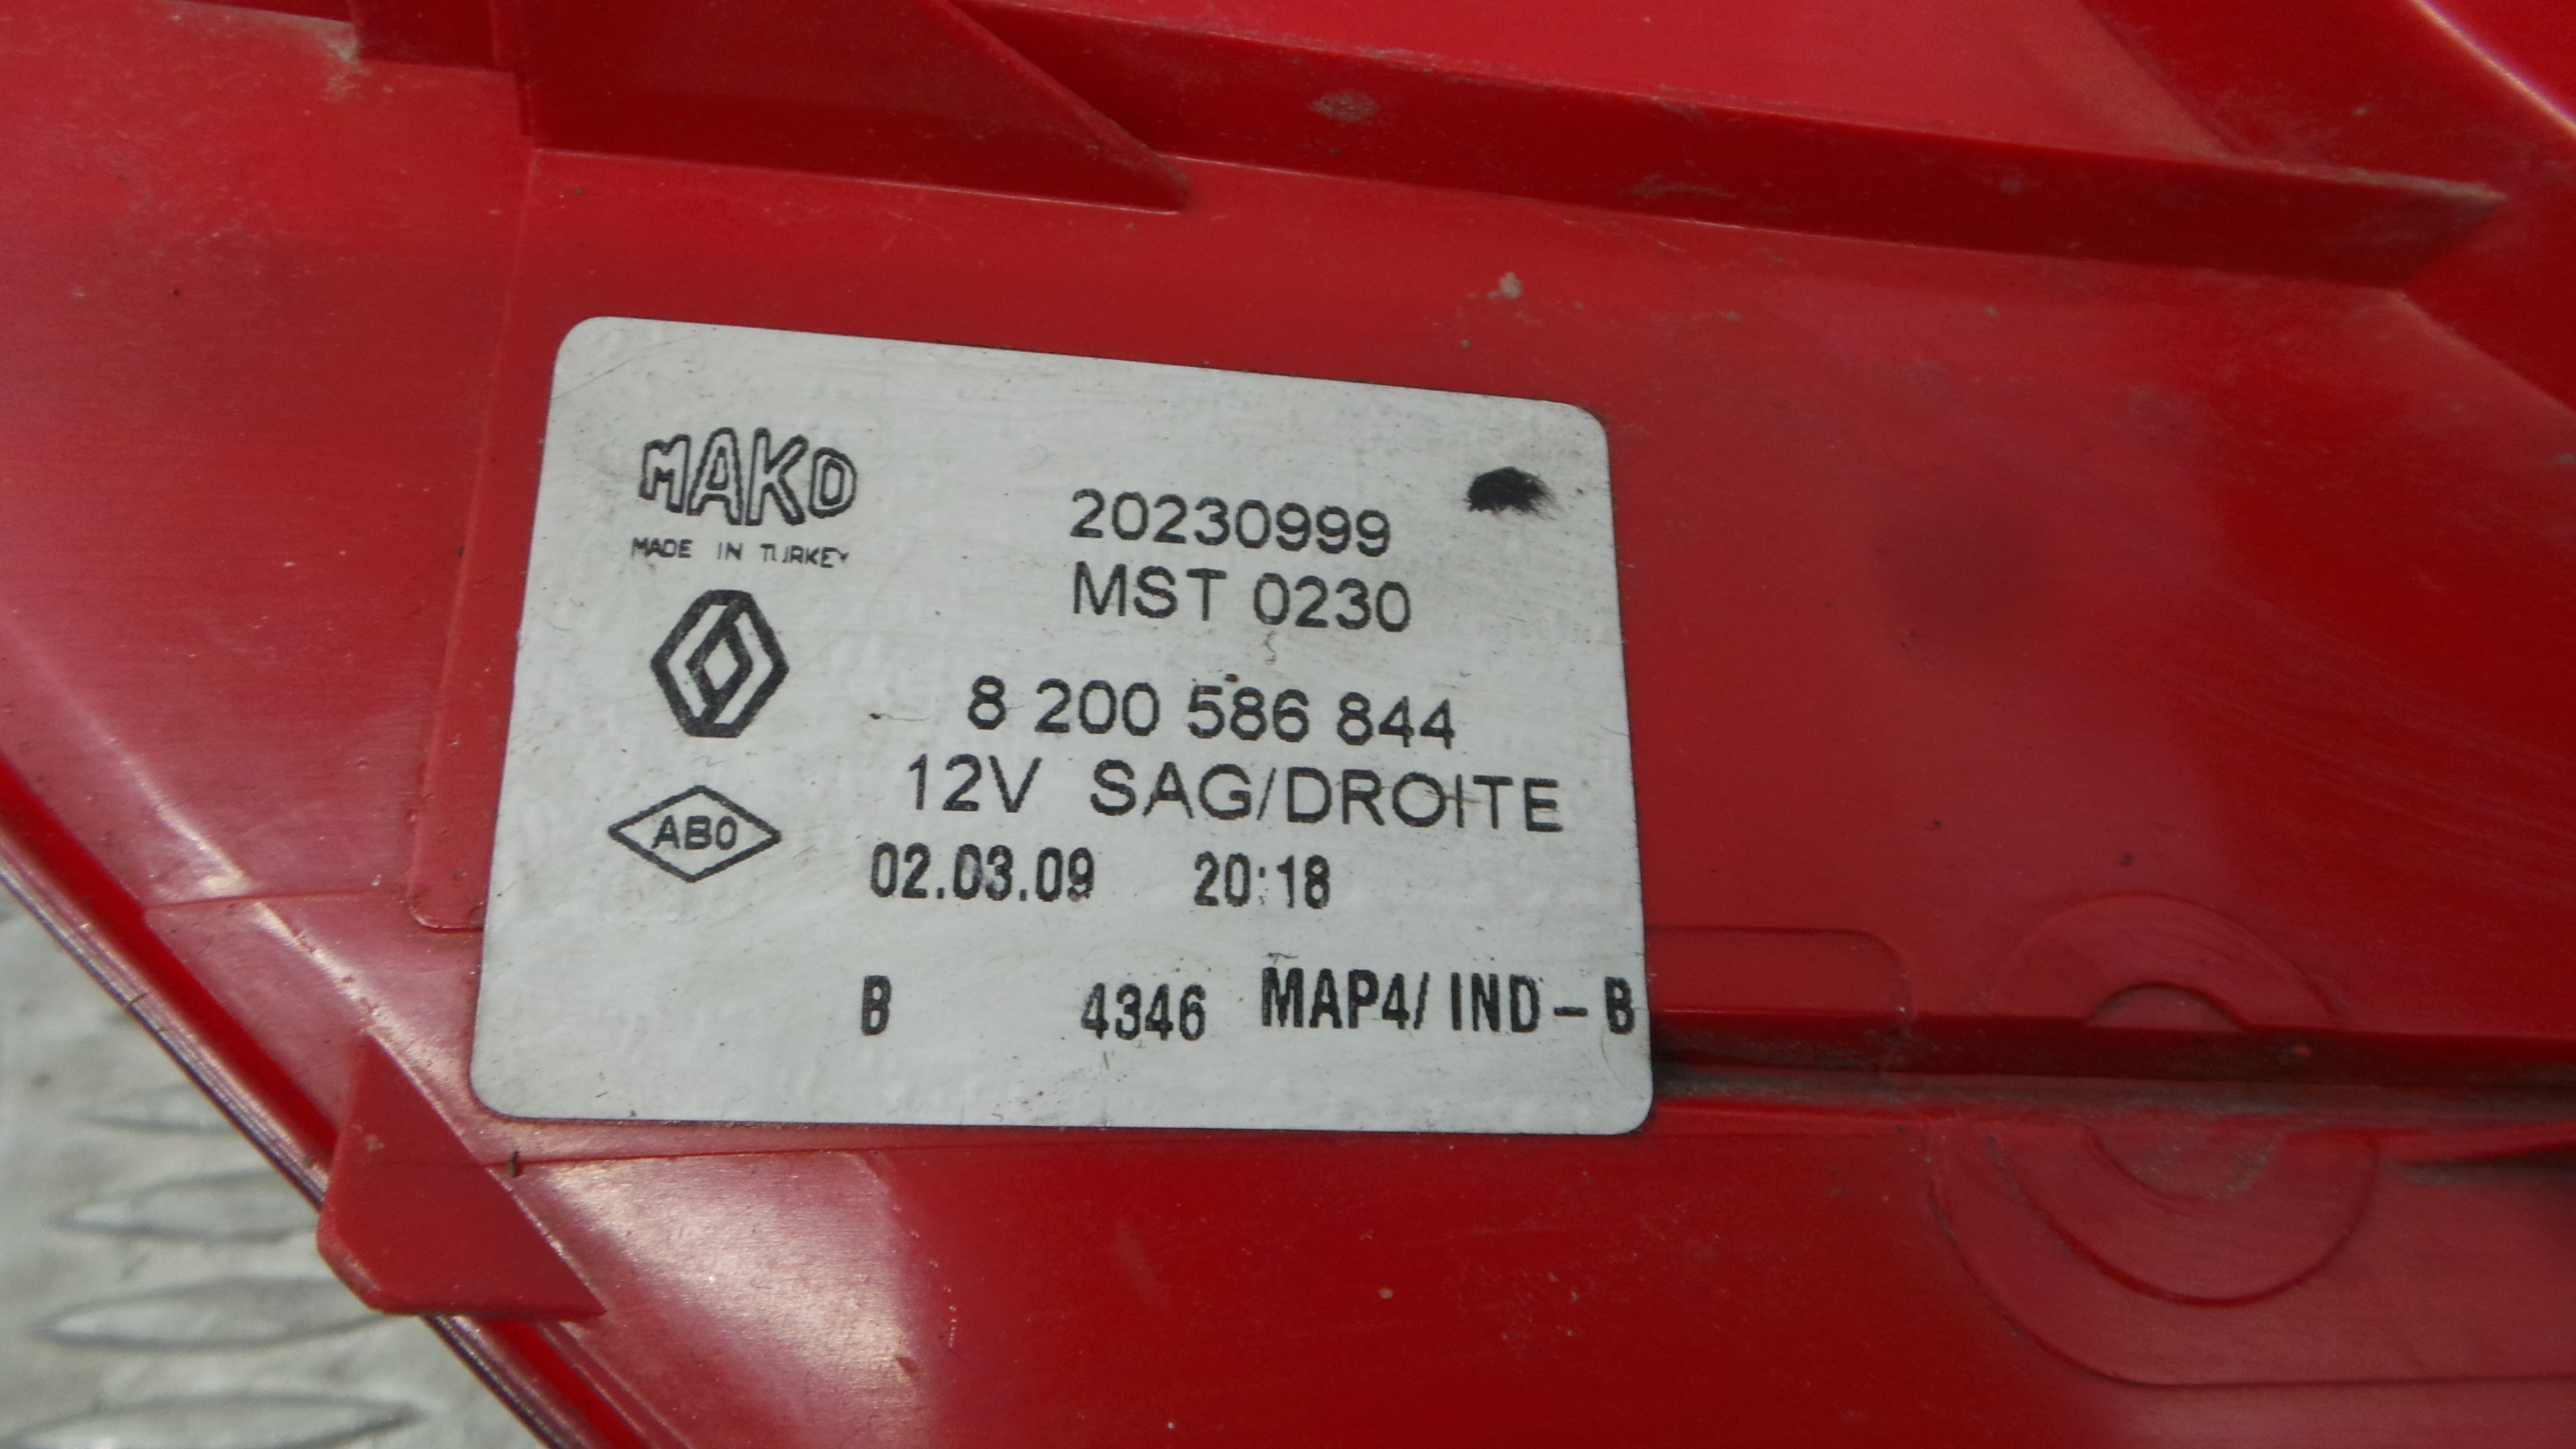 MAKO
MADE IN TURKEY
20230999
MST 0230
8 200 586 844
12V SAG/DROITE
AB0
02.03.09 20:18
B 4346 MAP4/ IND-B